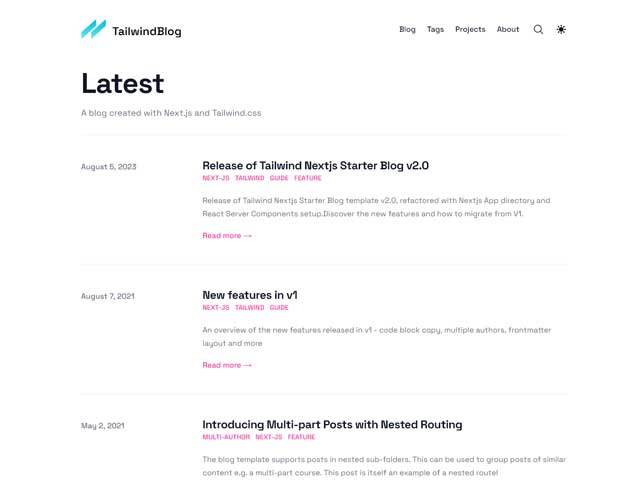 TailwindBlog
Blog Tags Projects About
Latest
A blog created with Next.js and Tailwind.css
August 5, 2023
Release of Tailwind Nextjs Starter Blog v2.0
NEXT-JS TAILWIND GUIDE FEATURE
Release of Tailwind Nextjs Starter Blog template v2.0, refactored with Nextjs App directory and
React Server Components setup.Discover the new features and how to migrate from V1.
Read more →
August 7, 2021
New features in v1
NEXT-JS TAILWIND GUIDE
An overview of the new features released in v1 - code block copy, multiple authors, frontmatter
layout and more
Read more →
May 2, 2021
Introducing Multi-part Posts with Nested Routing
MULTI-AUTHOR NEXT-JS FEATURE
The blog template supports posts in nested sub-folders. This can be used to group posts of similar
content e.g. a multi-part course. This post is itself an example of a nested route!